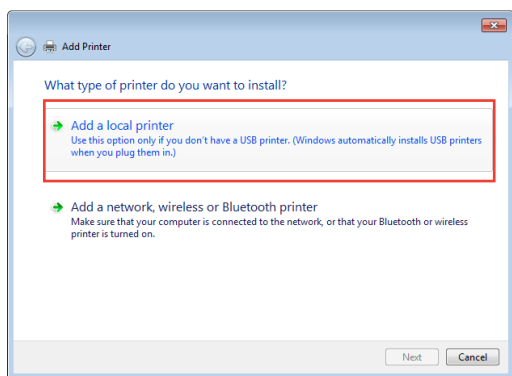 Add Printer
What type of printer do you want to install?
Add a local printer
Use this option only if you don't have a USB printer. (Windows automatically installs USB printers
when you plug them in.)
Add a network, wireless or Bluetooth printer
Make sure that your computer is connected to the network, or that your Bluetooth or wireless
printer is turned on.
Next Cancel